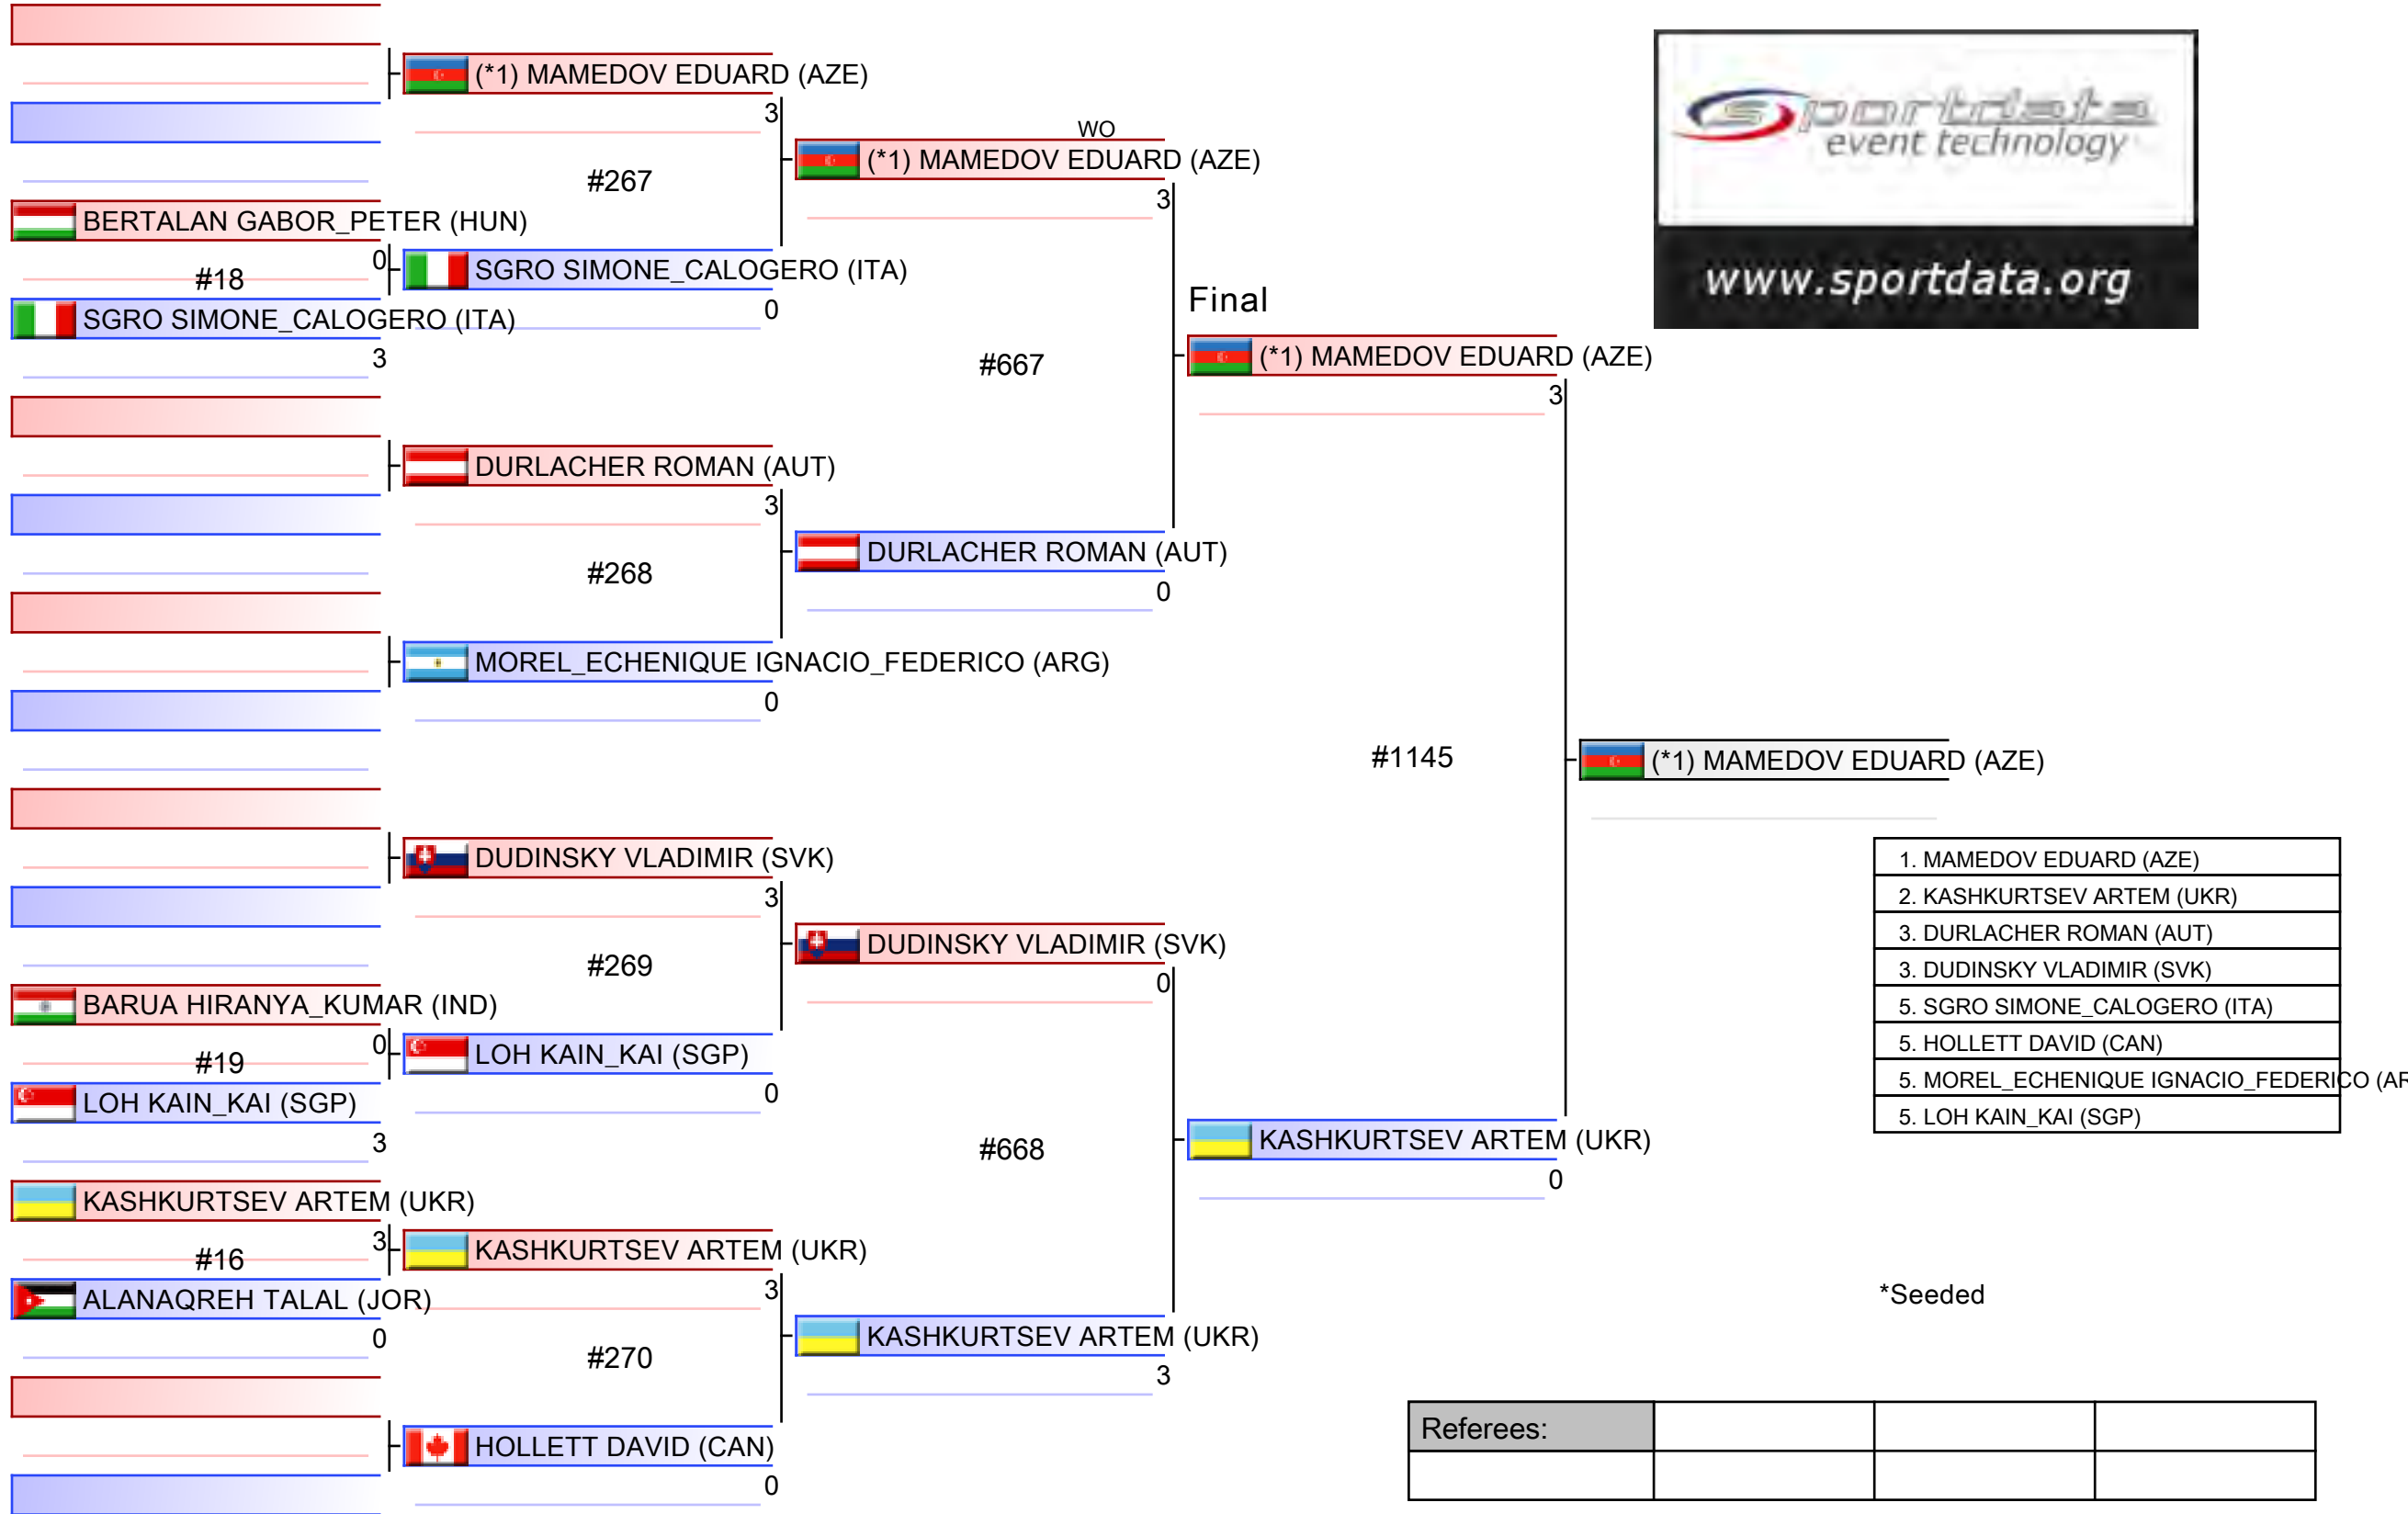 (*1) MAMEDOV EDUARD (AZE)
3
WO
(*1) MAMEDOV EDUARD (AZE)
3
#267
BERTALAN GABOR_PETER (HUN)
0
#18
SGRO SIMONE_CALOGERO (ITA)
0
SGRO SIMONE_CALOGERO (ITA)
3
Final
#667
(*1) MAMEDOV EDUARD (AZE)
3
DURLACHER ROMAN (AUT)
3
#268
DURLACHER ROMAN (AUT)
0
MOREL_ECHENIQUE IGNACIO_FEDERICO (ARG)
0
#1145
(*1) MAMEDOV EDUARD (AZE)
DUDINSKY VLADIMIR (SVK)
3
#269
DUDINSKY VLADIMIR (SVK)
0
BARUA HIRANYA_KUMAR (IND)
0
#19
LOH KAIN_KAI (SGP)
0
LOH KAIN_KAI (SGP)
3
#668
KASHKURTSEV ARTEM (UKR)
0
KASHKURTSEV ARTEM (UKR)
3
#16
KASHKURTSEV ARTEM (UKR)
3
ALANAQREH TALAL (JOR)
0
#270
KASHKURTSEV ARTEM (UKR)
3
HOLLETT DAVID (CAN)
0
sportdata
event technology
www.sportdata.org
1. MAMEDOV EDUARD (AZE)
2. KASHKURTSEV ARTEM (UKR)
3. DURLACHER ROMAN (AUT)
3. DUDINSKY VLADIMIR (SVK)
5. SGRO SIMONE_CALOGERO (ITA)
5. HOLLETT DAVID (CAN)
5. MOREL_ECHENIQUE IGNACIO_FEDERICO (AR
5. LOH KAIN_KAI (SGP)
*Seeded
Referees: